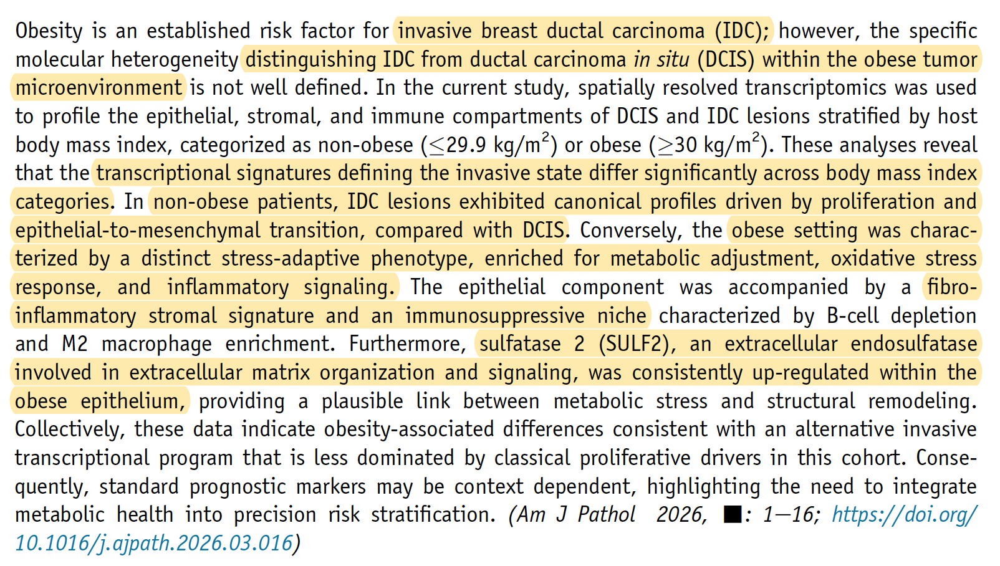 Obesity is an established risk factor for invasive breast ductal carcinoma (IDC); however, the specific
molecular heterogeneity distinguishing IDC from ductal carcinoma in situ (DCIS) within the obese tumor
microenvironment is not well defined. In the current study, spatially resolved transcriptomics was used
to profile the epithelial, stromal, and immune compartments of DCIS and IDC lesions stratified by host
body mass index, categorized as non-obese (≤29.9 kg/m²) or obese (≥30 kg/m²). These analyses reveal
that the transcriptional signatures defining the invasive state differ significantly across body mass index
categories. In non-obese patients, IDC lesions exhibited canonical profiles driven by proliferation and
epithelial-to-mesenchymal transition, compared with DCIS. Conversely, the obese setting was charac-
terized by a distinct stress-adaptive phenotype, enriched for metabolic adjustment, oxidative stress
response, and inflammatory signaling. The epithelial component was accompanied by a fibro-
inflammatory stromal signature and an immunosuppressive niche characterized by B-cell depletion
and M2 macrophage enrichment. Furthermore, sulfatase 2 (SULF2), an extracellular endosulfatase
involved in extracellular matrix organization and signaling, was consistently up-regulated within the
obese epithelium, providing a plausible link between metabolic stress and structural remodeling.
Collectively, these data indicate obesity-associated differences consistent with an alternative invasive
transcriptional program that is less dominated by classical proliferative drivers in this cohort. Conse-
quently, standard prognostic markers may be context dependent, highlighting the need to integrate
metabolic health into precision risk stratification. (Am J Pathol 2026, ■: 1–16; https://doi.org/
10.1016/j.ajpath.2026.03.016)